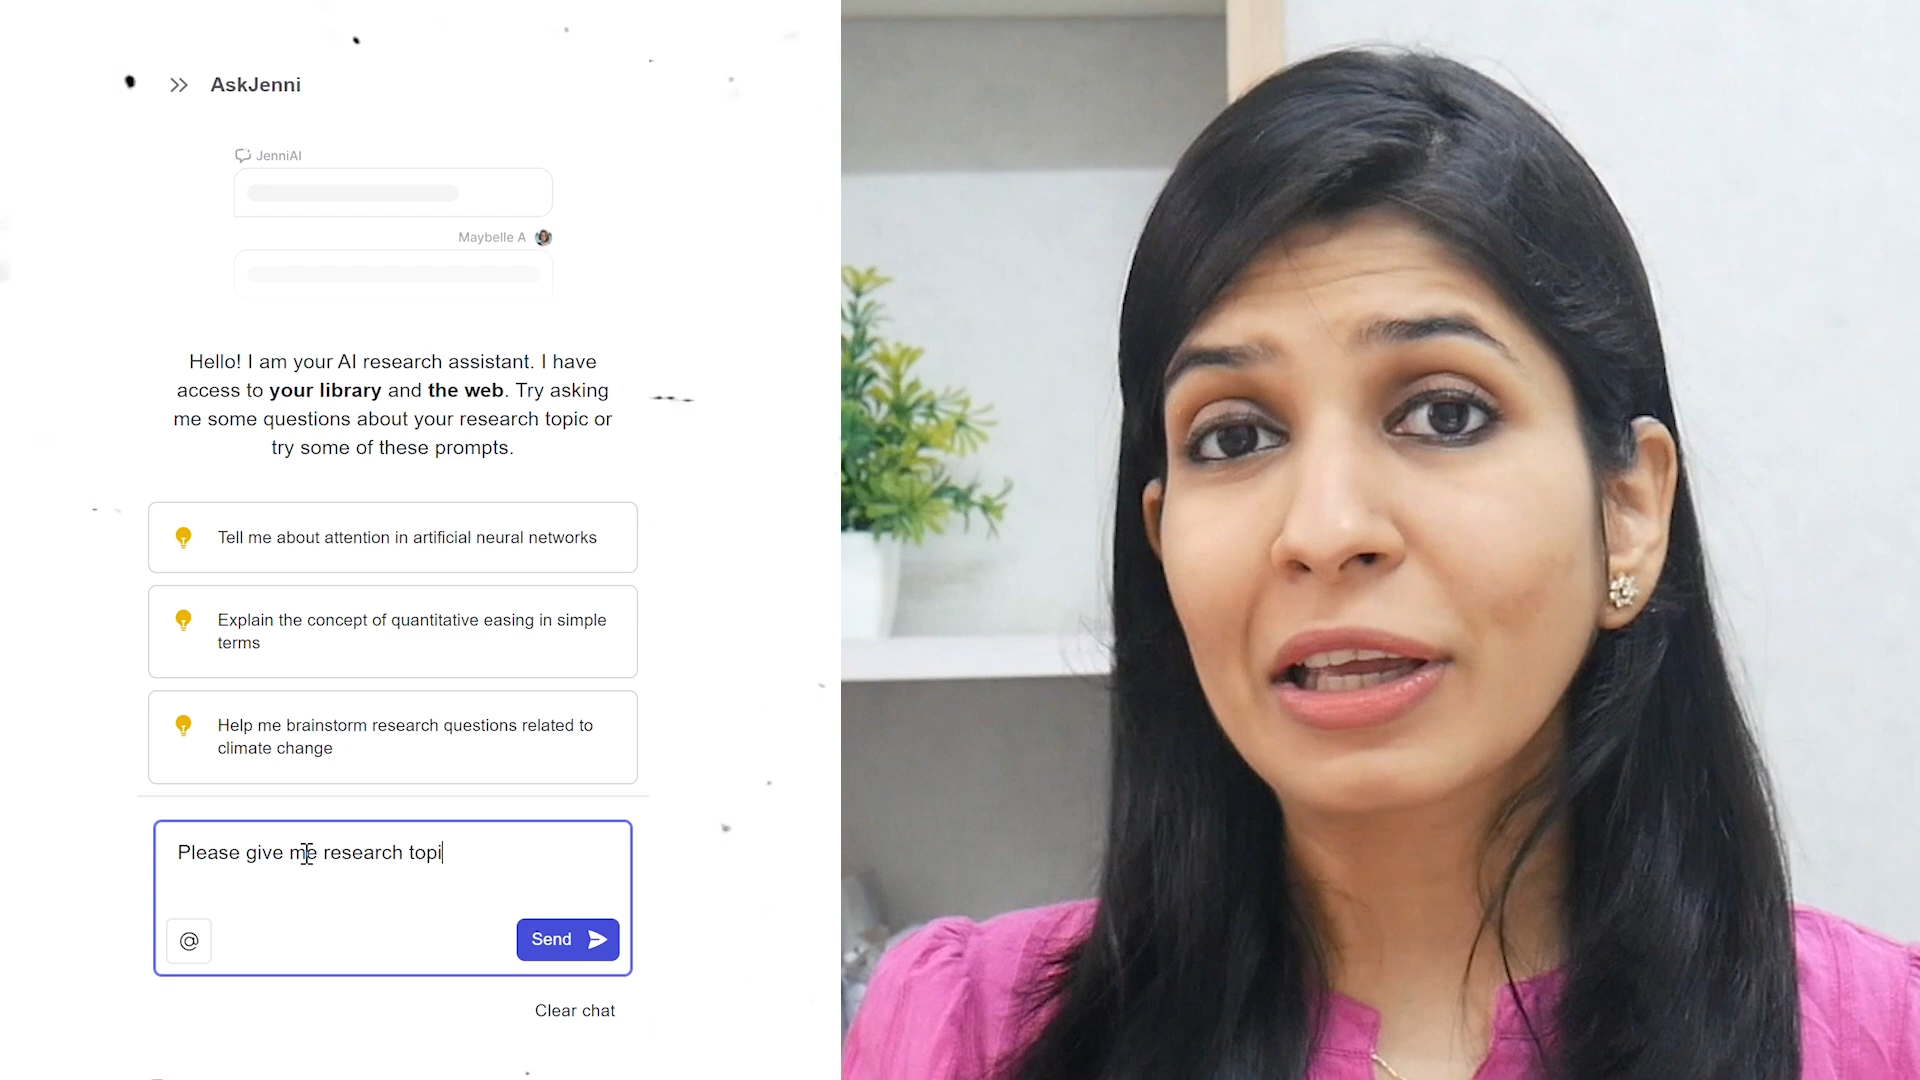 AskJenni
JenniAI
Maybelle A
Hello! I am your AI research assistant. I have
access to your library and the web. Try asking
me some questions about your research topic or
try some of these prompts.
Tell me about attention in artificial neural networks
Explain the concept of quantitative easing in simple
terms
Help me brainstorm research questions related to
climate change
Please give me research topi
@
Send
Clear chat